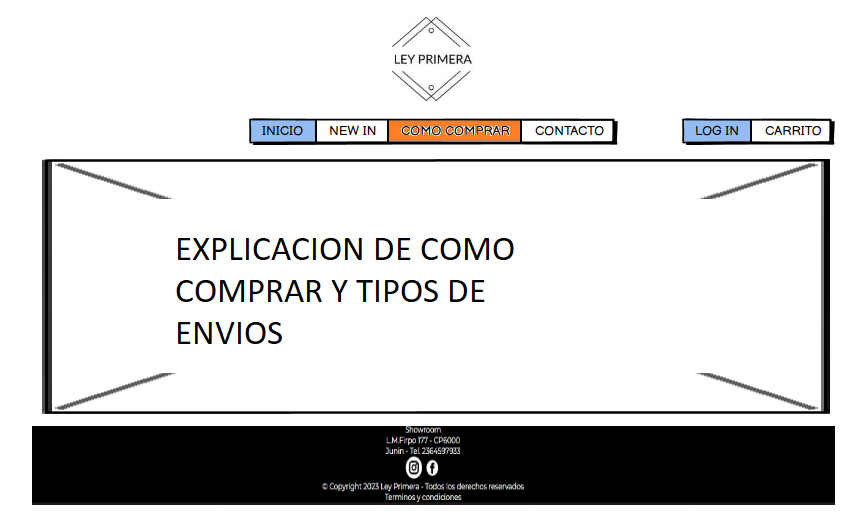 LEY PRIMERA
INICIO NEW IN COMO COMPRAR CONTACTO LOG IN CARRITO
EXPLICACION DE COMO
COMPRAR Y TIPOS DE
ENVIOS
Showroom
L.M.Firpo 177 - CP6000
Junin - Tel. 2364597933
© Copyright 2023 Ley Primera - Todos los derechos reservados
Terminos y condiciones